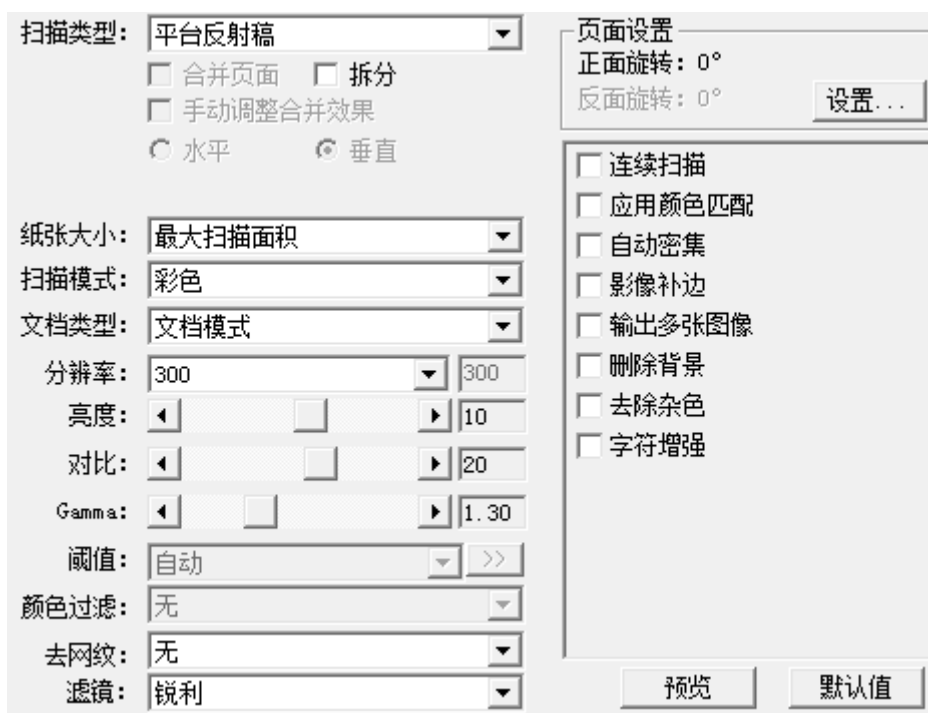 扫描类型： 平台反射稿
合并页面 拆分
手动调整合并效果
水平 垂直
纸张大小： 最大扫描面积
扫描模式： 彩色
文档类型： 文档模式
分辨率： 300 300
亮度： 10
对比： 20
Gamma： 1.30
阈值： 自动 >>
颜色过滤： 无
去网纹： 无
滤镜： 锐利
页面设置
正面旋转：0°
反面旋转：0° 设置...
连续扫描
应用颜色匹配
自动密集
影像补边
输出多张图像
删除背景
去除杂色
字符增强
预览 默认值